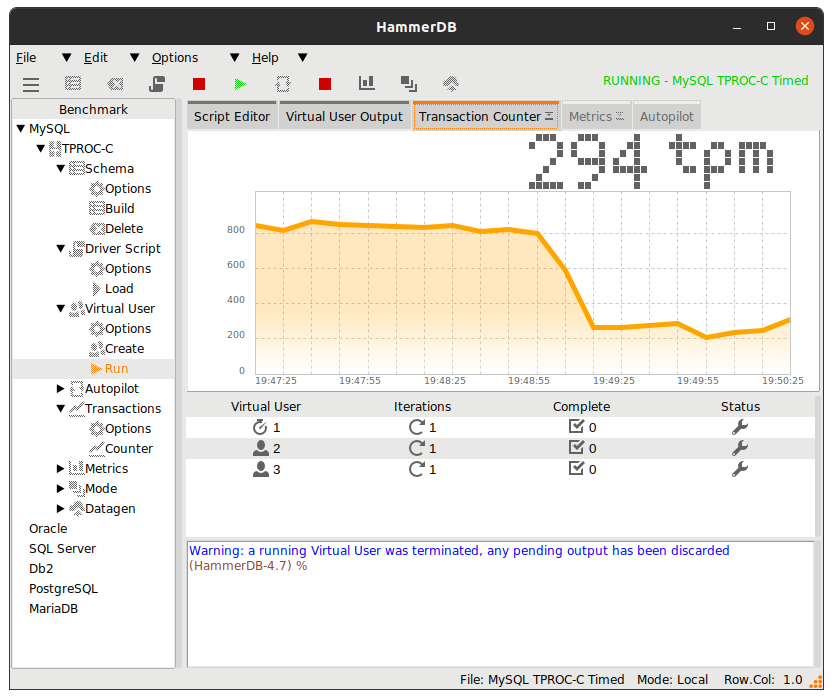 HammerDB
File Edit Options Help
RUNNING - MySQL TPROC-C Timed
Benchmark
MySQL
TPROC-C
Schema
Options
Build
Delete
Driver Script
Options
Load
Virtual User
Options
Create
Run
Autopilot
Transactions
Options
Counter
Metrics
Mode
Datagen
Oracle
SQL Server
Db2
PostgreSQL
MariaDB
Script Editor Virtual User Output Transaction Counter Metrics Autopilot
294 tpm
800
600
400
200
0
19:47:25 19:47:55 19:48:25 19:48:55 19:49:25 19:49:55 19:50:25
Virtual User Iterations Complete Status
1 1 0
2 1 0
3 1 0
Warning: a running Virtual User was terminated, any pending output has been discarded
(HammerDB-4.7) %
File: MySQL TPROC-C Timed Mode: Local Row.Col: 1.0